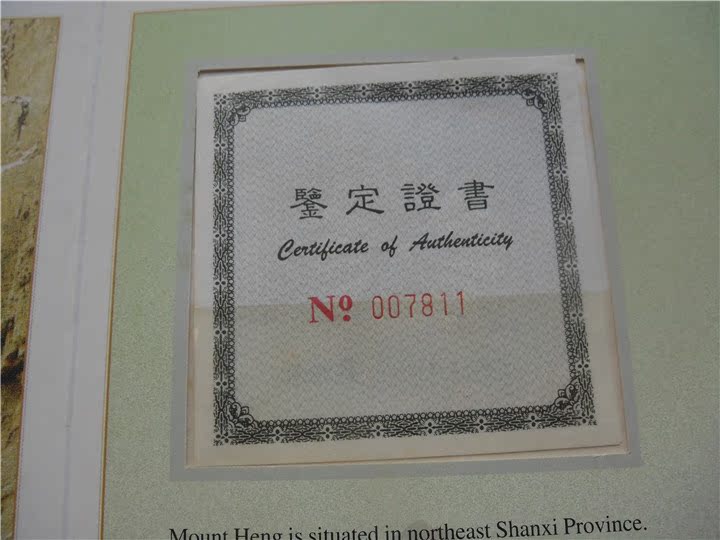 鑒定證書
Certificate of Authenticity
Nº 007811
Mount Heng is situated in northeast Shanxi Province.